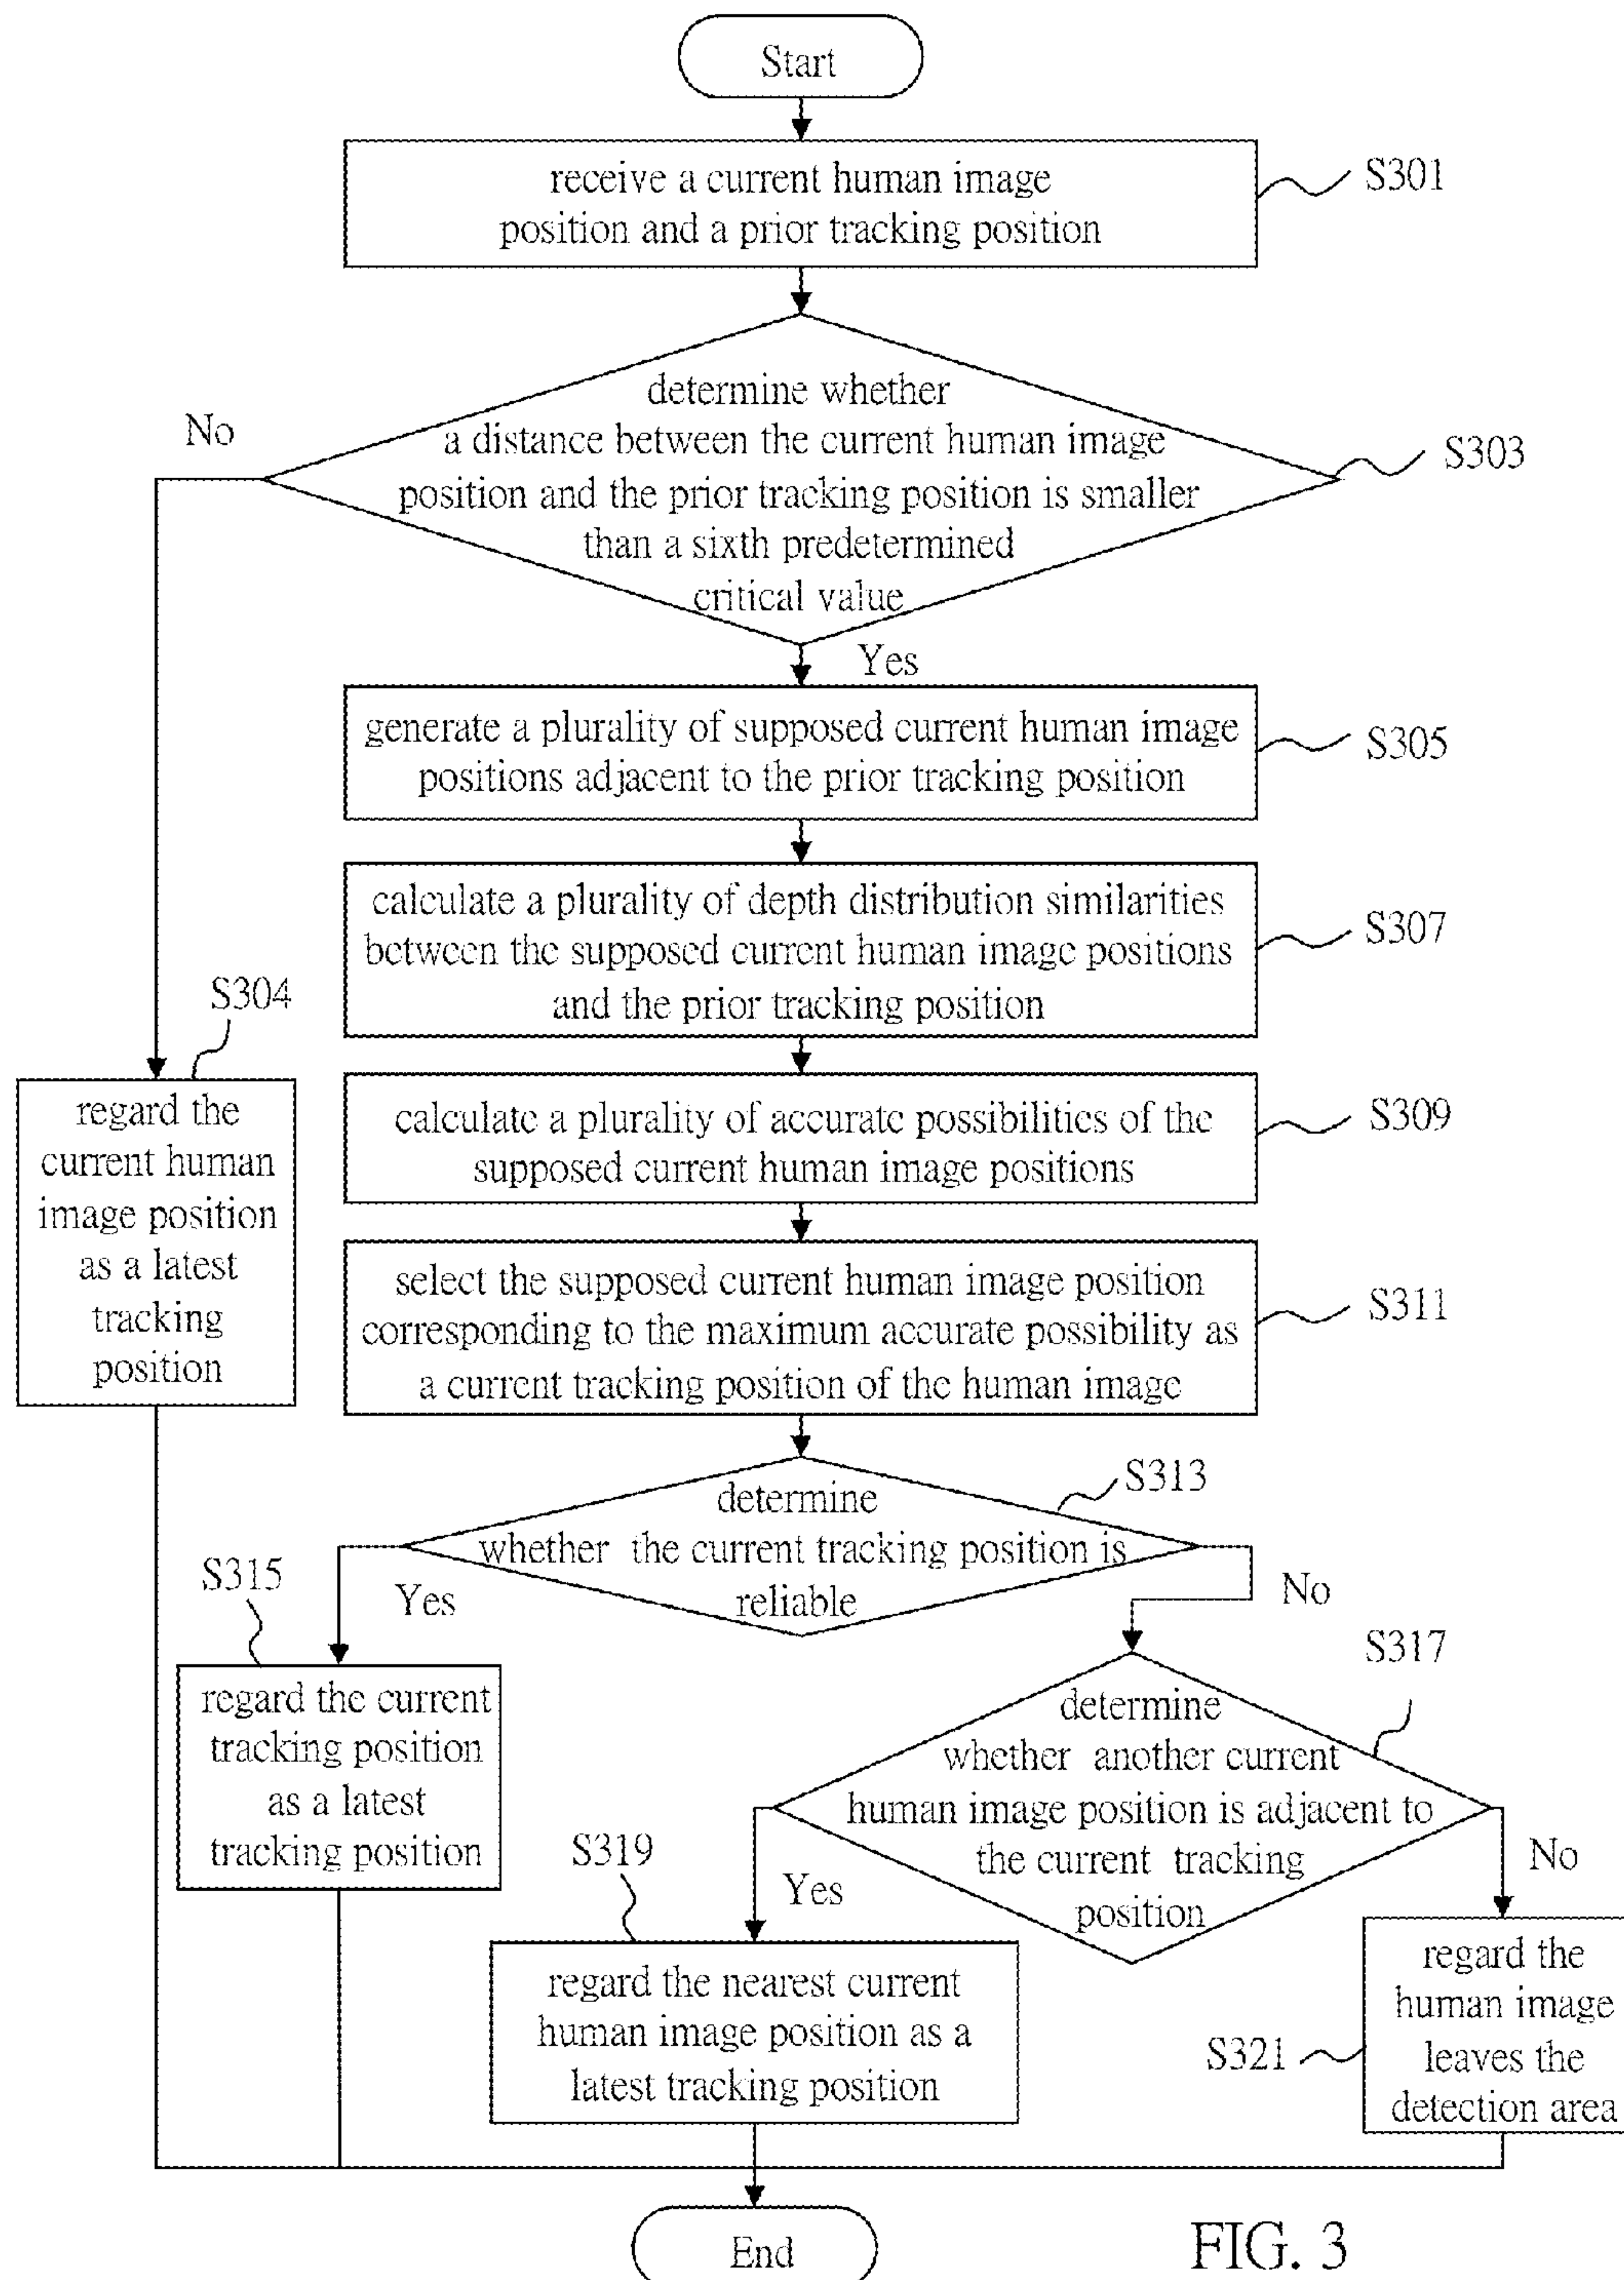 Start
receive a current human image
position and a prior tracking position
S301
determine whether
a distance between the current human image
position and the prior tracking position is smaller
than a sixth predetermined
critical value
S303
No
Yes
generate a plurality of supposed current human image
positions adjacent to the prior tracking position
S305
calculate a plurality of depth distribution similarities
between the supposed current human image positions
and the prior tracking position
S307
S304
regard the
current human
image position
as a latest
tracking
position
calculate a plurality of accurate possibilities of the
supposed current human image positions
S309
select the supposed current human image position
corresponding to the maximum accurate possibility as
a current tracking position of the human image
S311
determine
whether the current tracking position is
reliable
S313
Yes
No
S315
regard the current
tracking position
as a latest
tracking position
determine
whether another current
human image position is adjacent to
the current tracking
position
S317
Yes
No
S319
regard the nearest current
human image position as a
latest tracking position
regard the
human image
leaves the
detection area
S321
End
FIG. 3